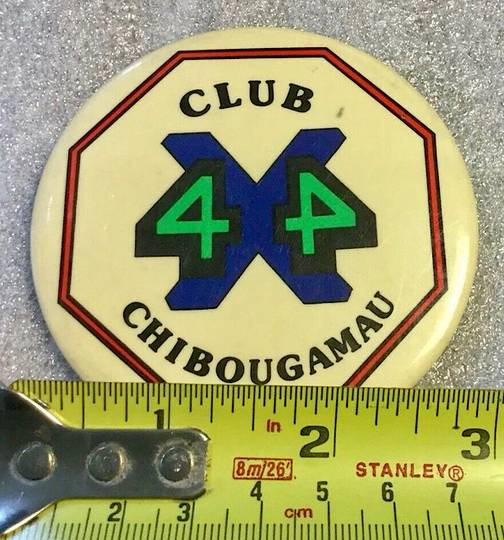 CLUB
4X4
CHIBOUGAMAU
1 In 2 3
8m/26' STANLEY®
2 3 4 5 6 7
cm